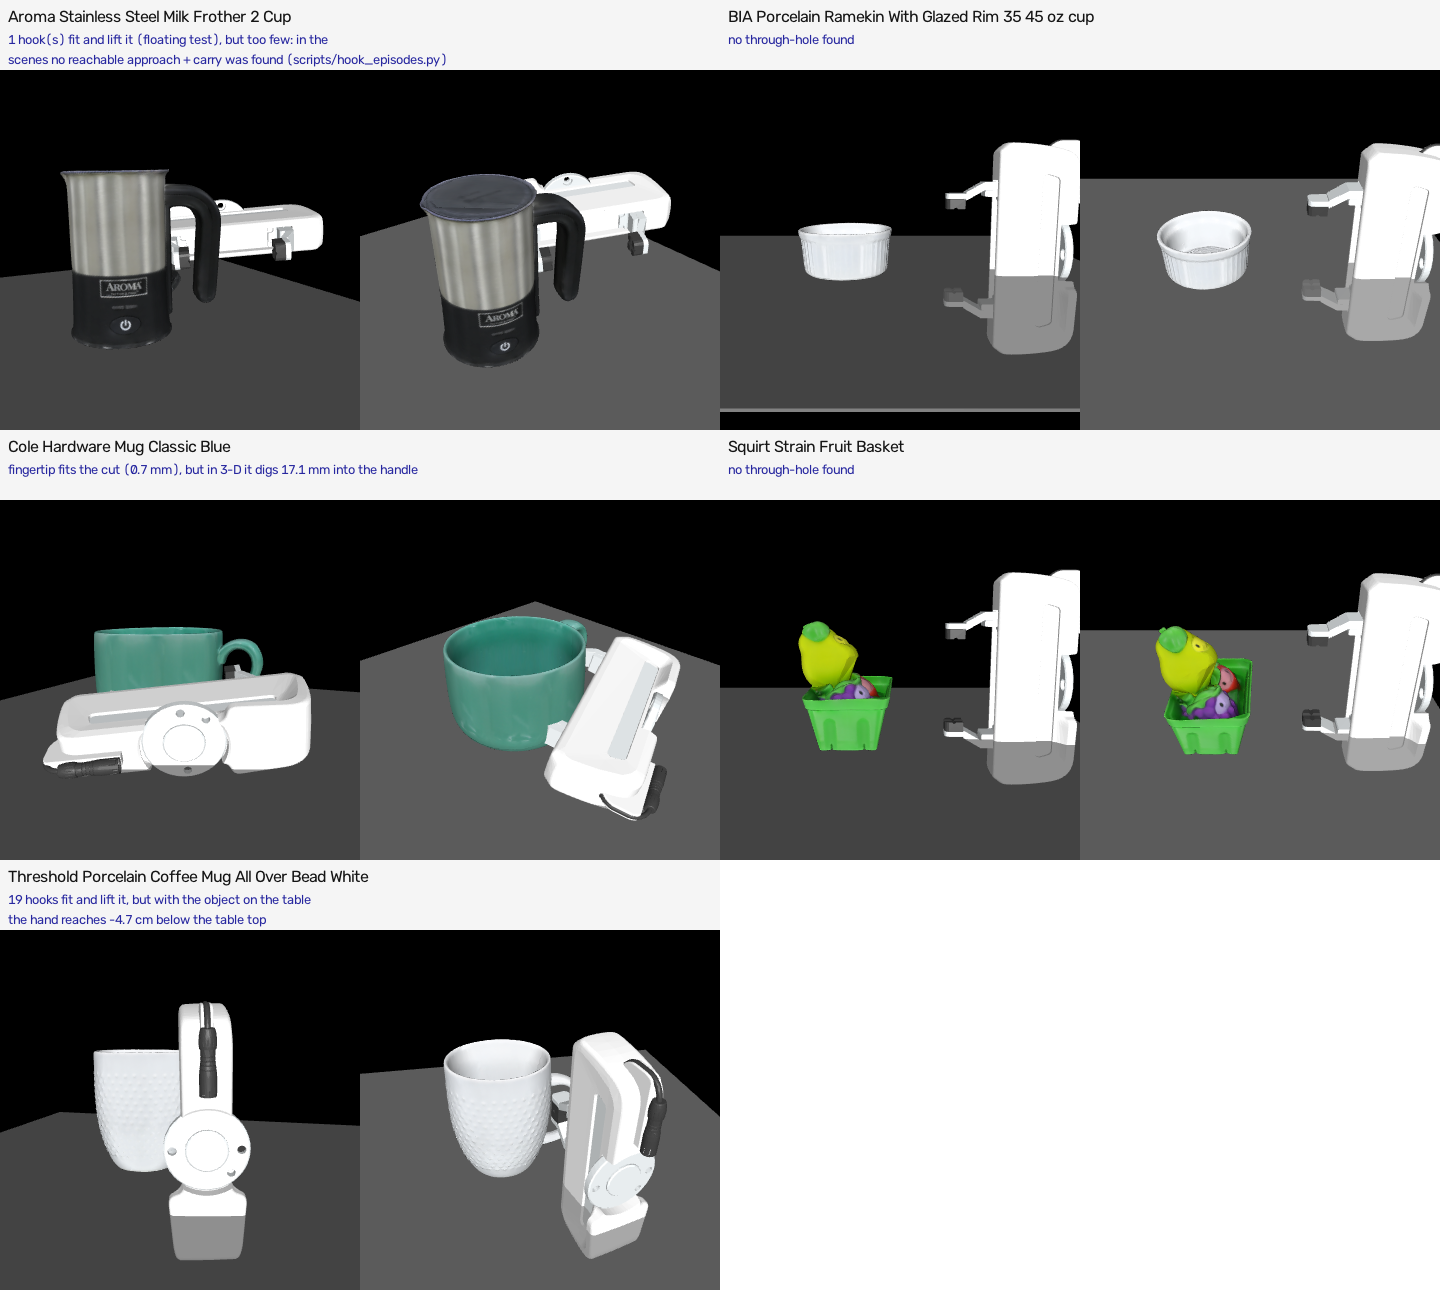 Aroma Stainless Steel Milk Frother 2 Cup
1 hook(s) fit and lift it (floating test), but too few: in the
scenes no reachable approach + carry was found (scripts/hook_episodes.py)
BIA Porcelain Ramekin With Glazed Rim 35 45 oz cup
no through-hole found
AROMA
AROMA
Cole Hardware Mug Classic Blue
fingertip fits the cut (0.7 mm), but in 3-D it digs 17.1 mm into the handle
Squirt Strain Fruit Basket
no through-hole found
Threshold Porcelain Coffee Mug All Over Bead White
19 hooks fit and lift it, but with the object on the table
the hand reaches -4.7 cm below the table top